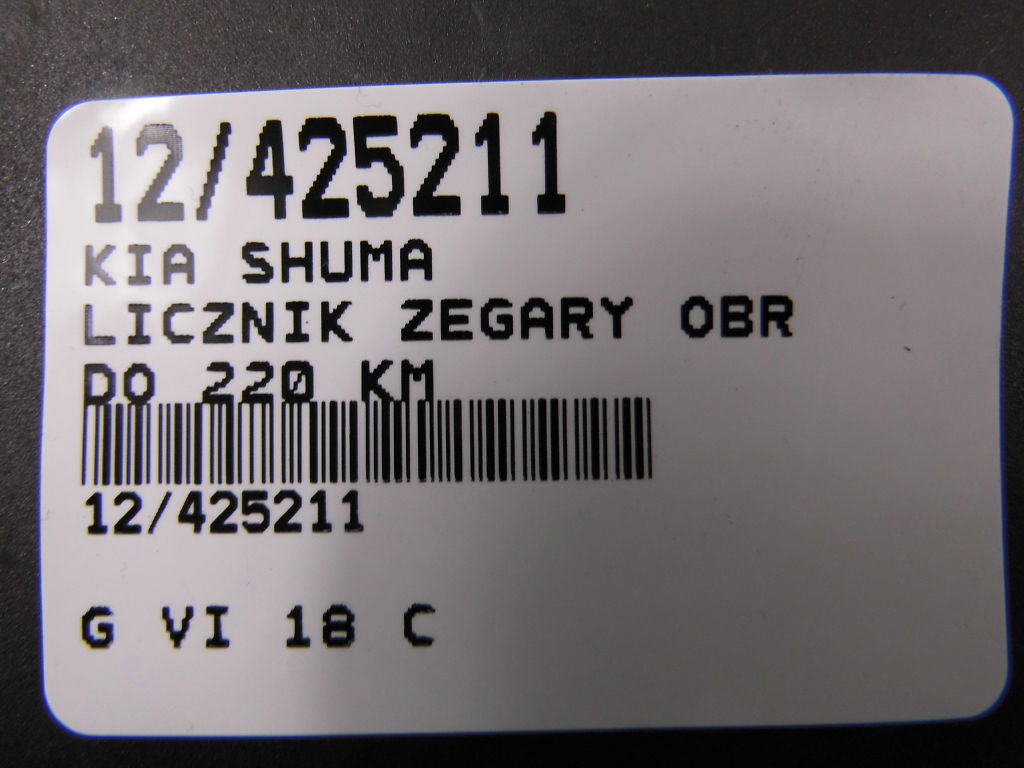 12/425211
KIA SHUMA
LICZNIK ZEGARY OBR
DO 220 KM
12/425211
G VI 18 C